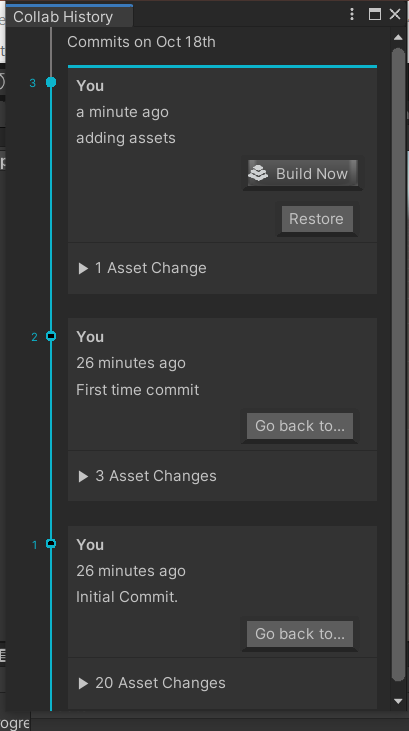 Collab History
Commits on Oct 18th
3
You
a minute ago
adding assets
Build Now
Restore
1 Asset Change
2
You
26 minutes ago
First time commit
Go back to...
3 Asset Changes
1
You
26 minutes ago
Initial Commit.
Go back to...
20 Asset Changes
ogre